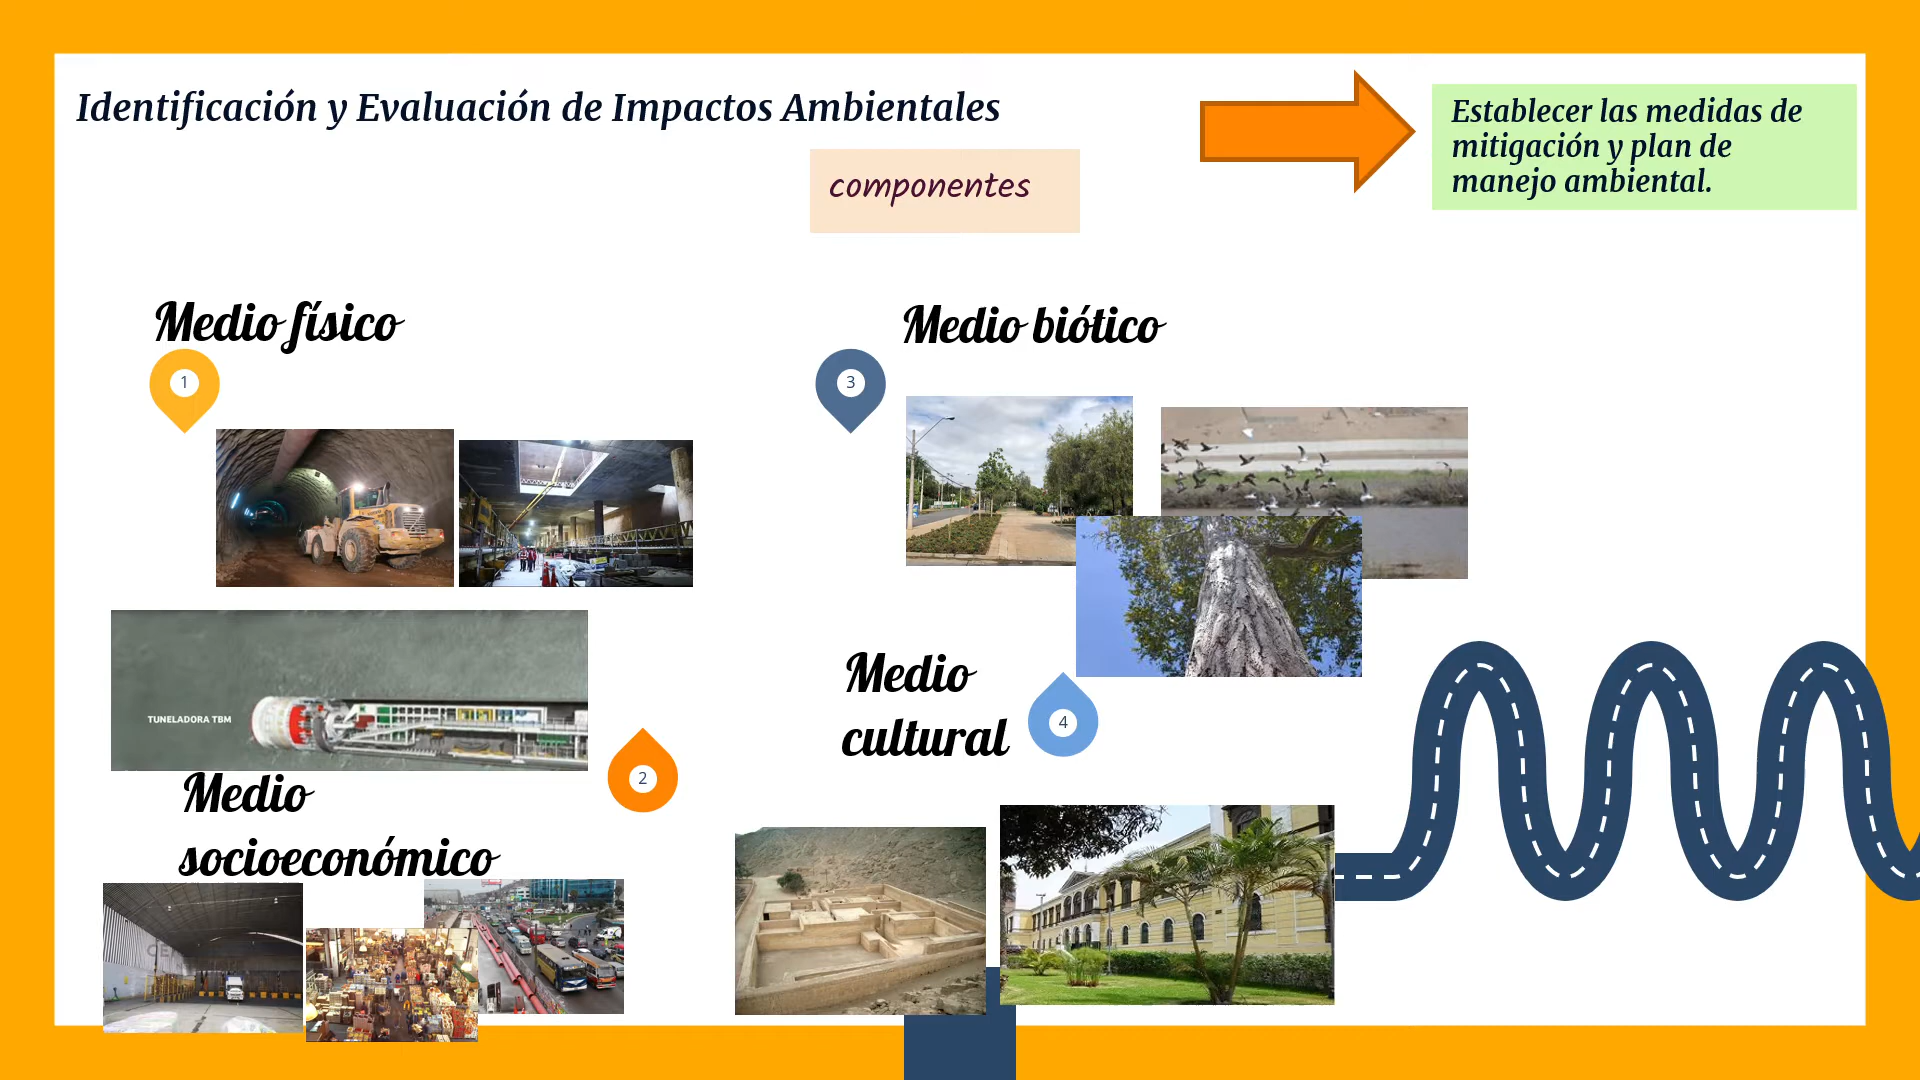 Identificación y Evaluación de Impactos Ambientales
Establecer las medidas de
mitigación y plan de
manejo ambiental.
componentes
Medio físico
1
TUNELADORA TBM
Medio
socioeconómico
2
Medio biótico
3
Medio
cultural
4